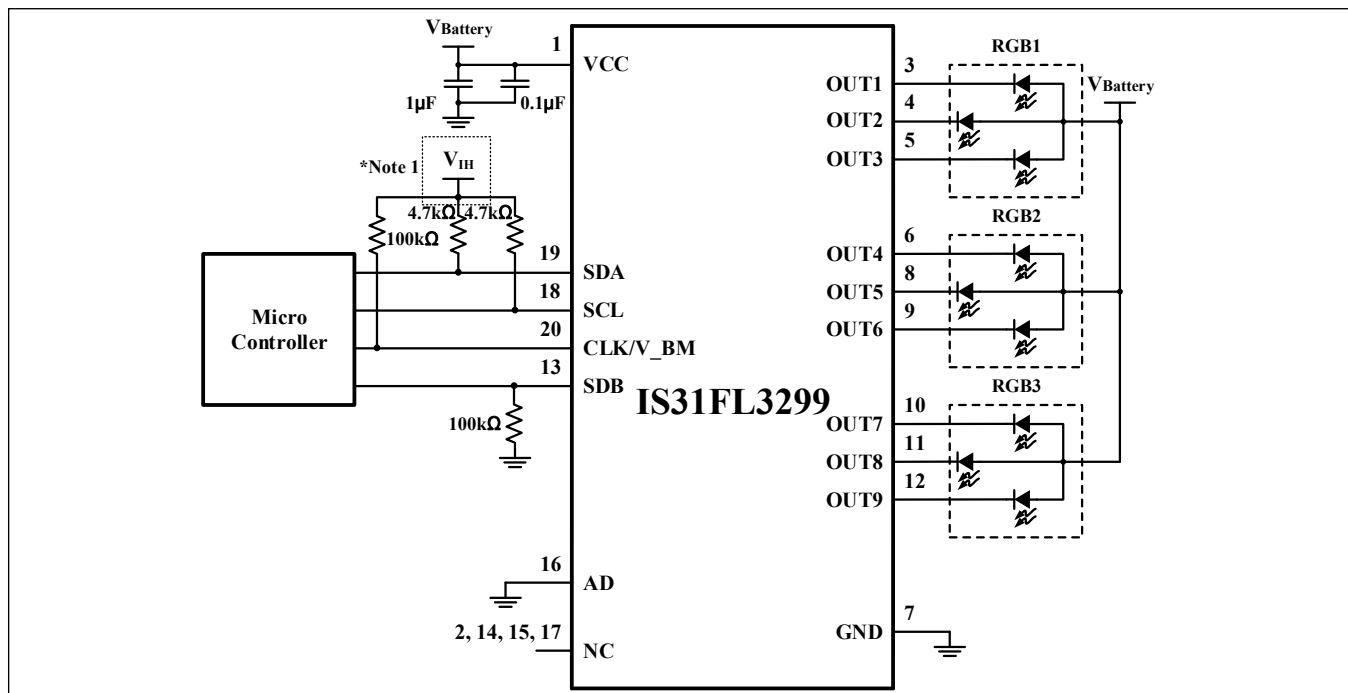 VBattery
1
VCC
1μF
0.1μF
*Note 1
VIH
4.7kΩ 4.7kΩ
100kΩ
Micro
Controller
19
SDA
18
SCL
20
CLK/V_BM
13
SDB
100kΩ
16
AD
2, 14, 15, 17
NC
IS31FL3299
3
OUT1
4
OUT2
5
OUT3
6
OUT4
8
OUT5
9
OUT6
10
OUT7
11
OUT8
12
OUT9
7
GND
RGB1
VBattery
RGB2
RGB3